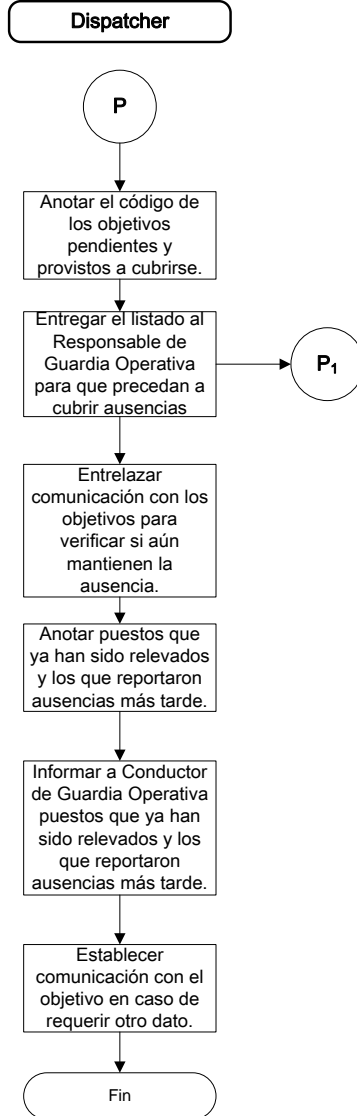 Dispatcher
P
Anotar el código de
los objetivos
pendientes y
provistos a cubrirse.
Entregar el listado al
Responsable de
Guardia Operativa
para que precedan a
cubrir ausencias
P₁
Entrelazar
comunicación con los
objetivos para
verificar si aún
mantienen la
ausencia.
Anotar puestos que
ya han sido relevados
y los que reportaron
ausencias más tarde.
Informar a Conductor
de Guardia Operativa
puestos que ya han
sido relevados y los
que reportaron
ausencias más tarde.
Establecer
comunicación con el
objetivo en caso de
requerir otro dato.
Fin